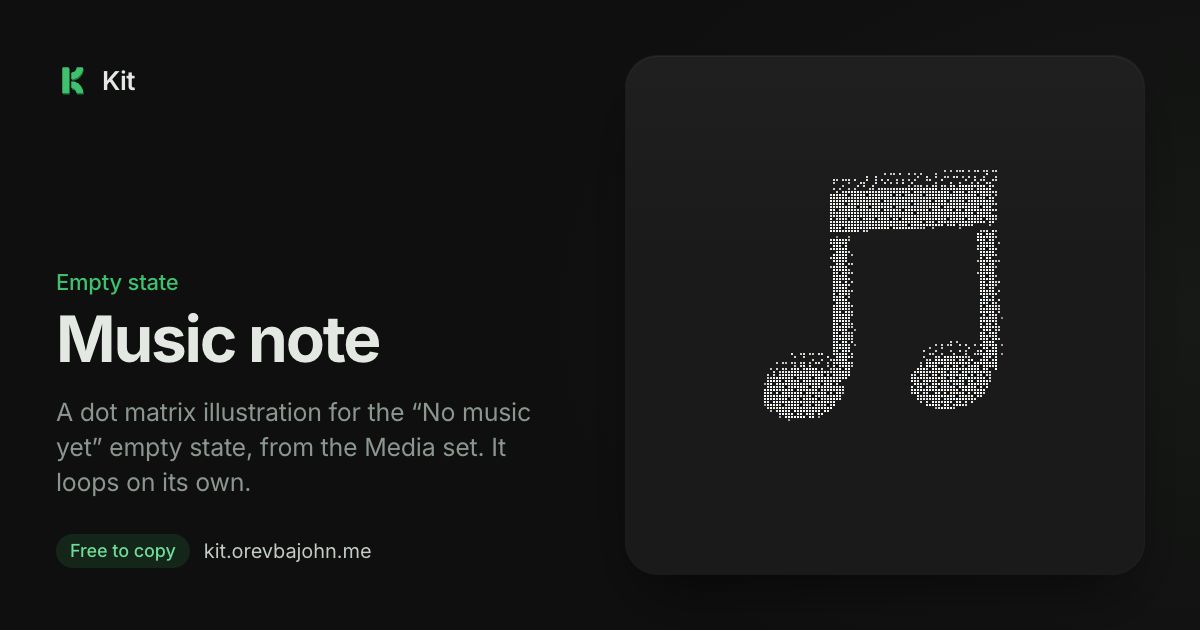 Kit
Empty state
Music note
A dot matrix illustration for the “No music
yet” empty state, from the Media set. It
loops on its own.
Free to copy
kit.orevbajohn.me